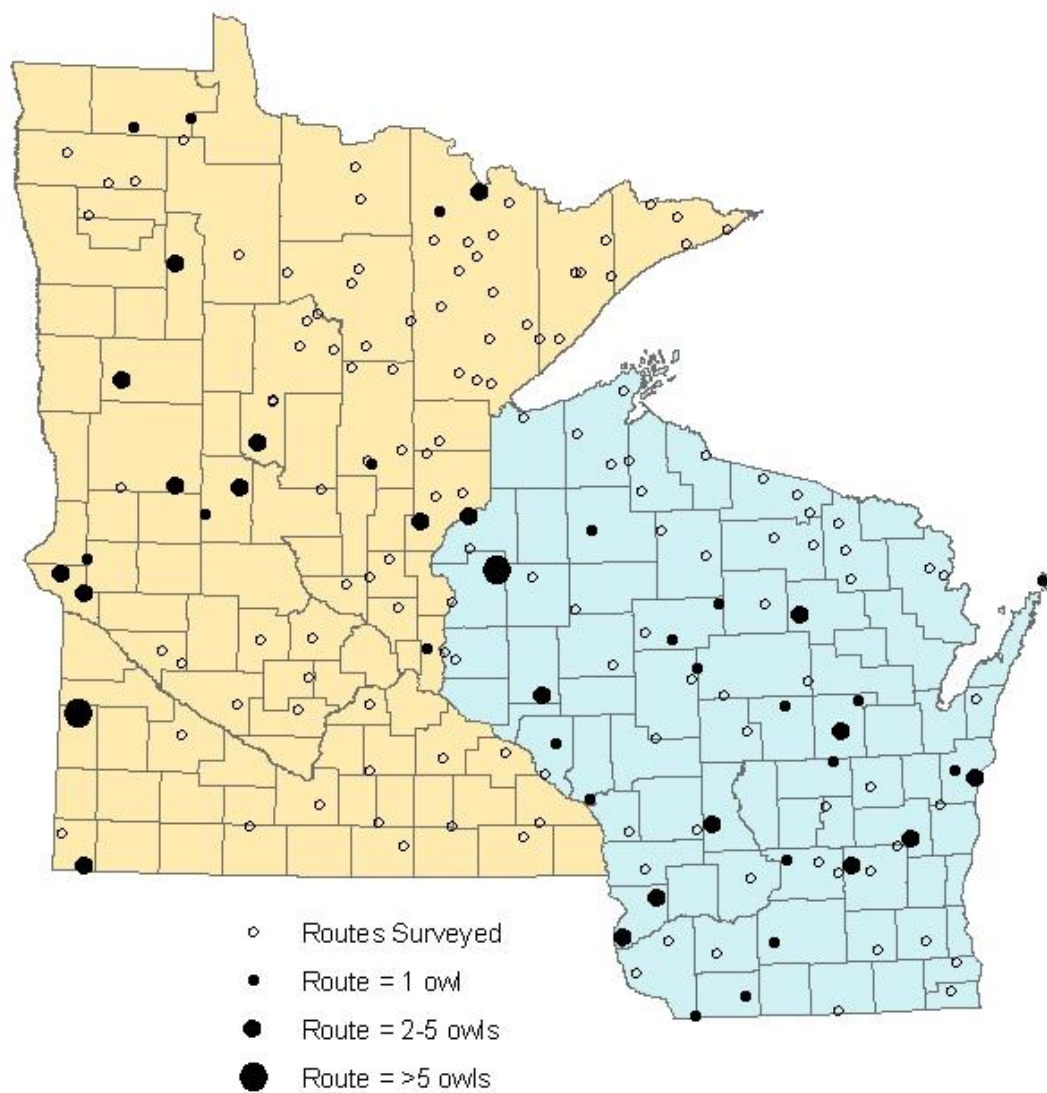 Routes Surveyed
Route = 1 owl
Route = 2-5 owls
Route = >5 owls